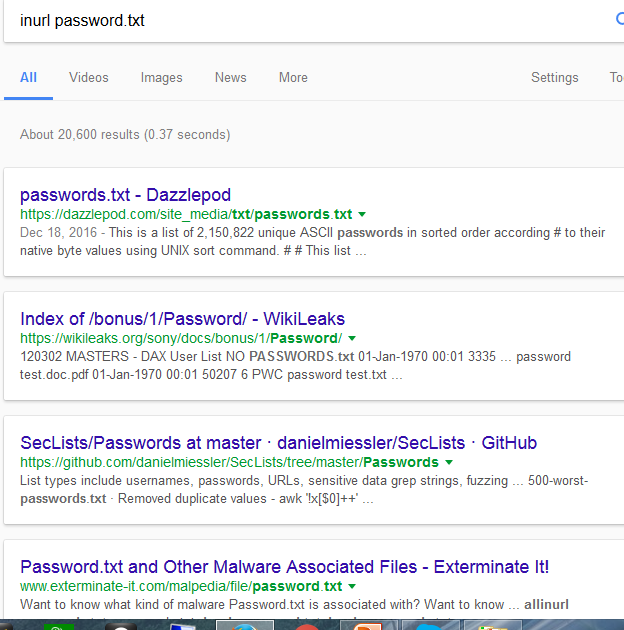 inurl password.txt
All Videos Images News More Settings To
About 20,600 results (0.37 seconds)
passwords.txt - Dazzlepod
https://dazzlepod.com/site_media/txt/passwords.txt
Dec 18, 2016 - This is a list of 2,150,822 unique ASCII passwords in sorted order according # to their
native byte values using UNIX sort command. # # This list ...
Index of /bonus/1/Password/ - WikiLeaks
https://wikileaks.org/sony/docs/bonus/1/Password/
120302 MASTERS - DAX User List NO PASSWORDS.txt 01-Jan-1970 00:01 3335 ... password
test.doc.pdf 01-Jan-1970 00:01 50207 6 PWC password test.txt ...
SecLists/Passwords at master · danielmiessler/SecLists · GitHub
https://github.com/danielmiessler/SecLists/tree/master/Passwords
List types include usernames, passwords, URLs, sensitive data grep strings, fuzzing ... 500-worst-
passwords.txt · Removed duplicate values - awk '!x[$0]++' ...
Password.txt and Other Malware Associated Files - Exterminate It!
www.exterminate-it.com/malpedia/file/password.txt
Want to know what kind of malware Password.txt is associated with? Want to know ... allinurl